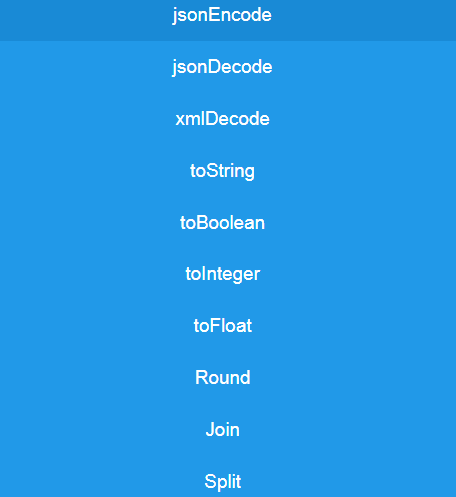 jsonEncode
jsonDecode
xmlDecode
toString
toBoolean
toInteger
toFloat
Round
Join
Split